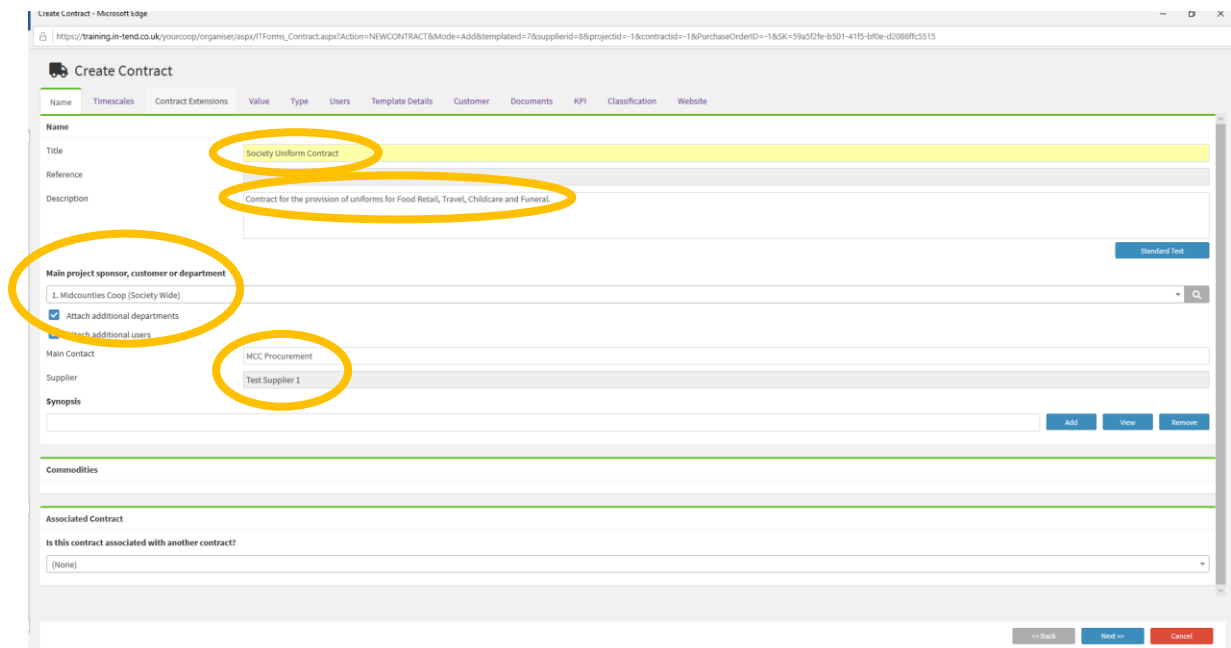 Create Contract - Microsoft Edge
https://training.in-tend.co.uk/yourcoop/organiser/aspx/ITForms_Contract.aspx?Action=NEWCONTRACT&Mode=Add&templateid=7&supplierid=8&projectid=-1&contractid=-1&PurchaseOrderID=-1&SK=59a5f2fe-b501-41f5-bf0e-d2086ffc5515
Create Contract
Name Timescales Contract Extensions Value Type Users Template Details Customer Documents KPI Classification Website
Name
Title Society Uniform Contract
Reference
Description Contract for the provision of uniforms for Food Retail, Travel, Childcare and Funeral.
Standard Text
Main project sponsor, customer or department
1. Midcounties Coop (Society Wide)
Attach additional departments
Attach additional users
Main Contact MCC Procurement
Supplier Test Supplier 1
Synopsis
Add View Remove
Commodities
Associated Contract
Is this contract associated with another contract?
(None)
<< Back Next >> Cancel